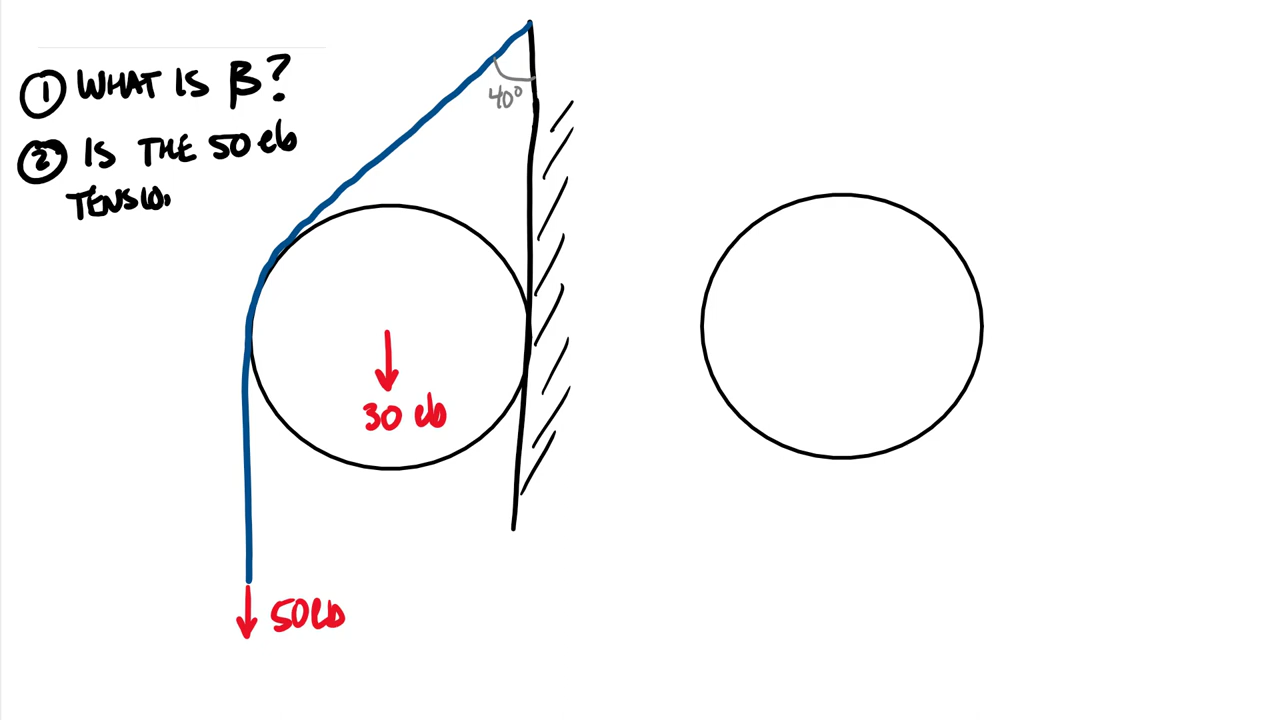 ① WHAT IS β?
② IS THE 50 lb
TENSIO
40°
30 lb
50 lb